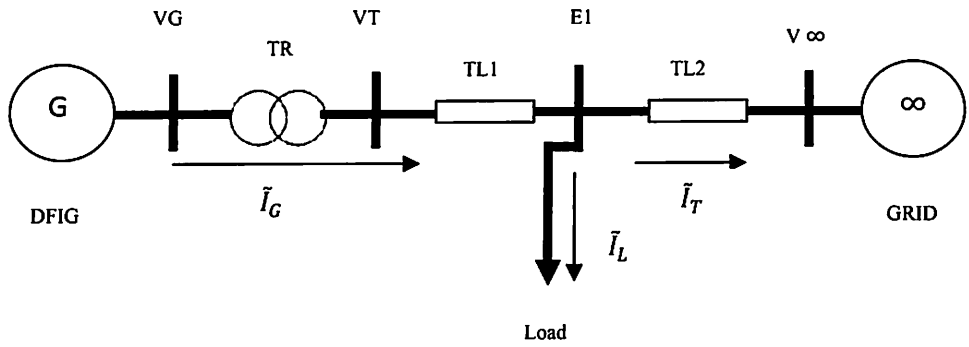 VG
VT
E1
V ∞
TR
TL1
TL2
G
∞
Ĩ_G
Ĩ_T
DFIG
GRID
Ĩ_L
Load